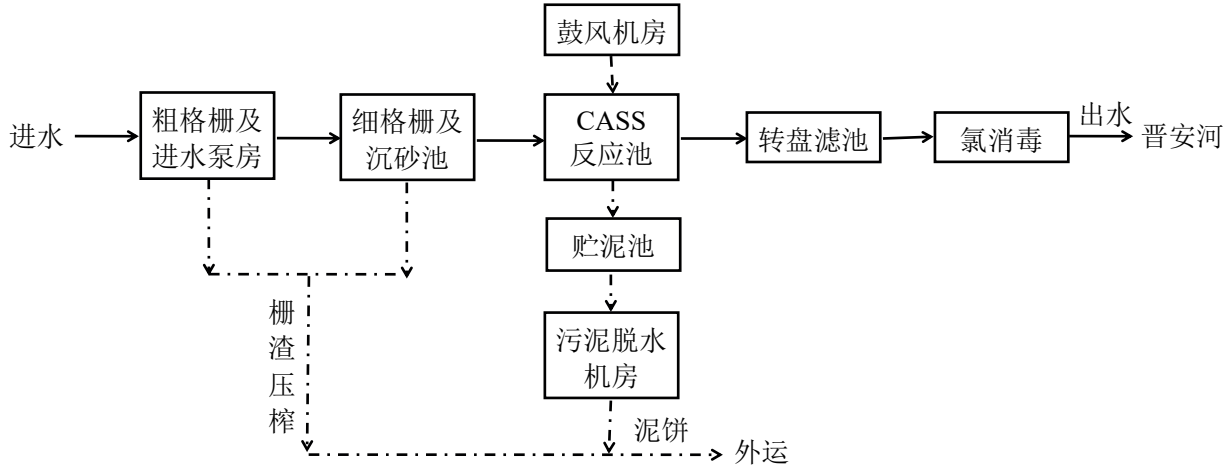 鼓风机房
进水
粗格栅及
进水泵房
细格栅及
沉砂池
CASS
反应池
转盘滤池
氯消毒
出水
晋安河
贮泥池
栅渣压榨
污泥脱水
机房
泥饼
外运